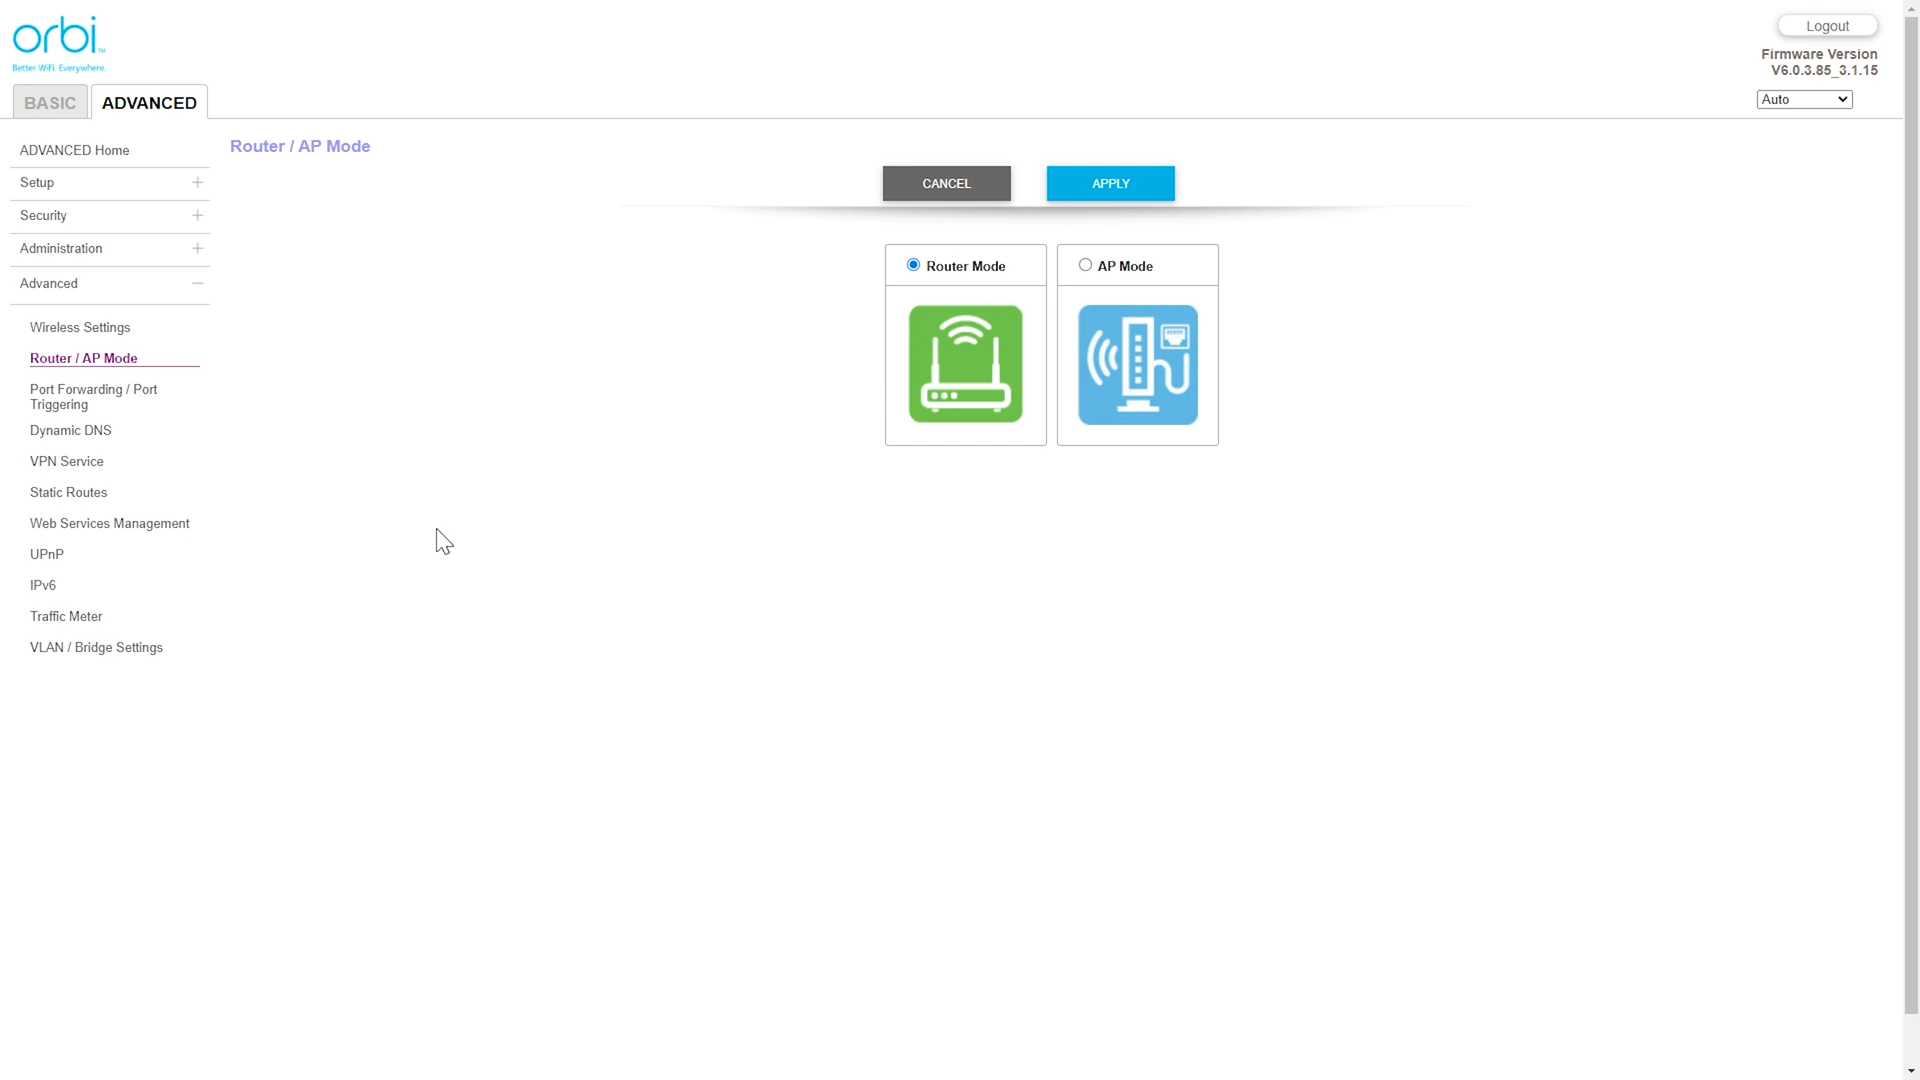 orbi™
Better WiFi. Everywhere.
Logout
Firmware Version
V6.0.3.85_3.1.15
BASIC
ADVANCED
Auto
ADVANCED Home
Setup
Security
Administration
Advanced
Wireless Settings
Router / AP Mode
Port Forwarding / Port
Triggering
Dynamic DNS
VPN Service
Static Routes
Web Services Management
UPnP
IPv6
Traffic Meter
VLAN / Bridge Settings
Router / AP Mode
CANCEL
APPLY
Router Mode
AP Mode